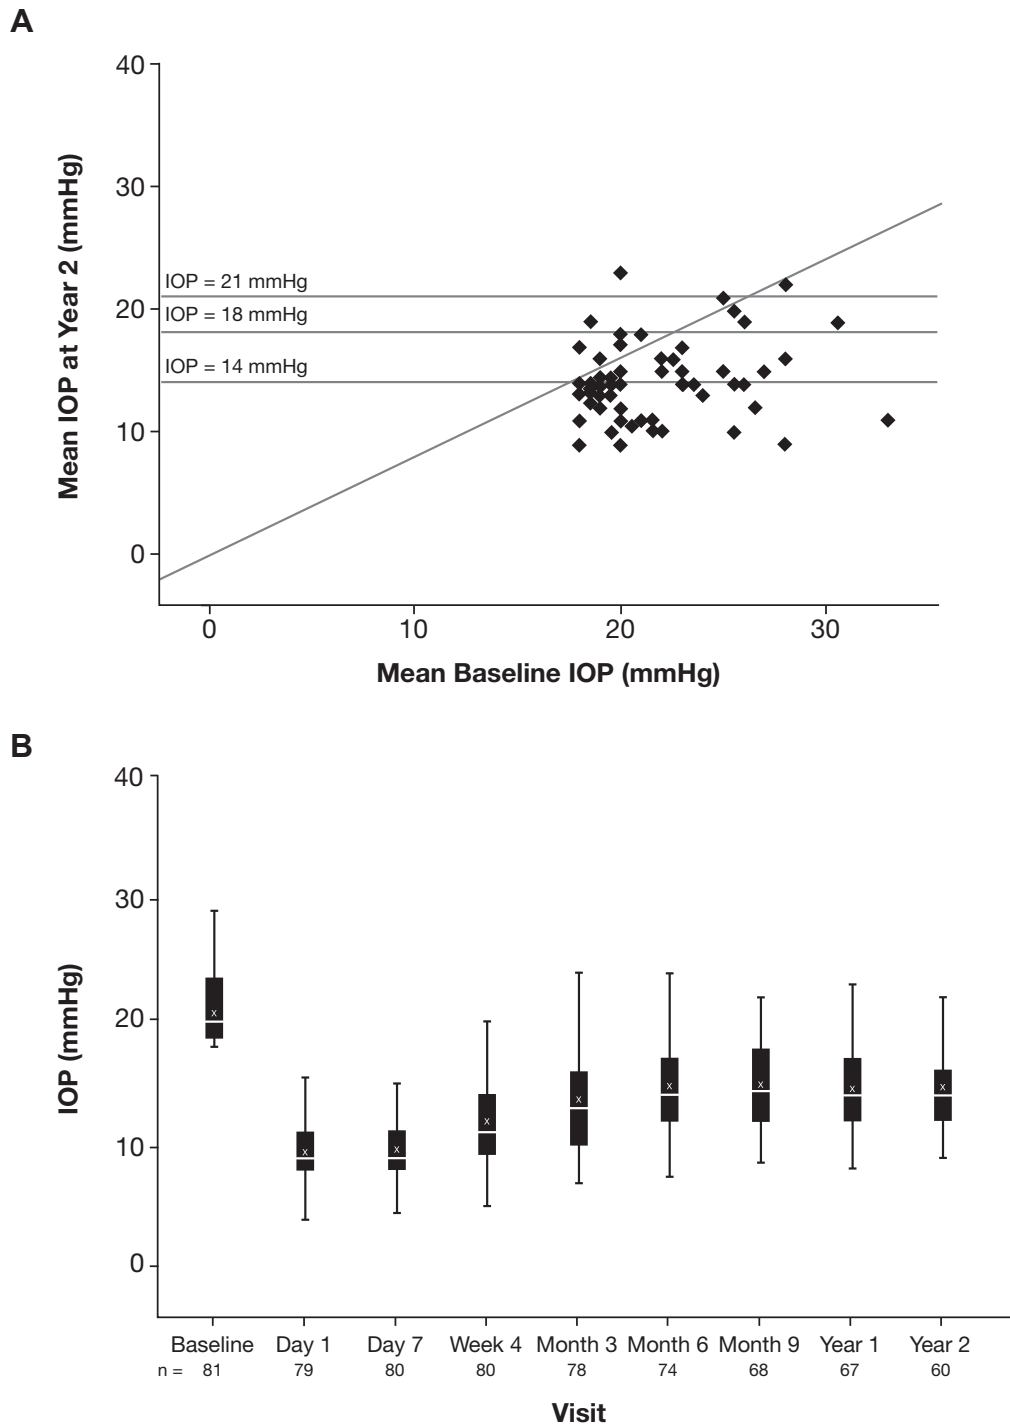 A
40
30
20
10
0
Mean IOP at Year 2 (mmHg)
IOP = 21 mmHg
IOP = 18 mmHg
IOP = 14 mmHg
0 10 20 30
Mean Baseline IOP (mmHg)
B
40
30
20
10
0
IOP (mmHg)
x x x x x x x x x
Baseline Day 1 Day 7 Week 4 Month 3 Month 6 Month 9 Year 1 Year 2
n = 81 79 80 80 78 74 68 67 60
Visit